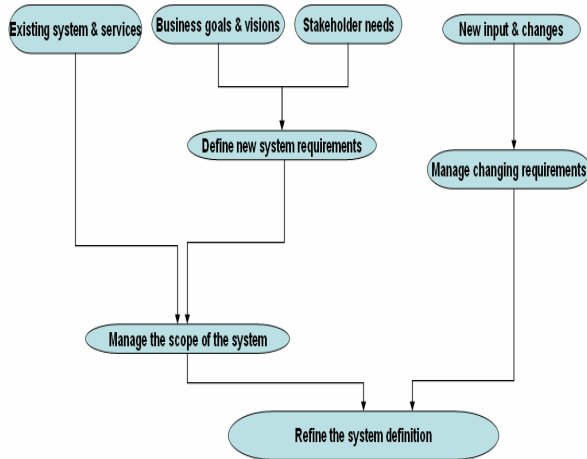 Existing system & services
Business goals & visions
Stakeholder needs
New input & changes
Define new system requirements
Manage changing requirements
Manage the scope of the system
Refine the system definition